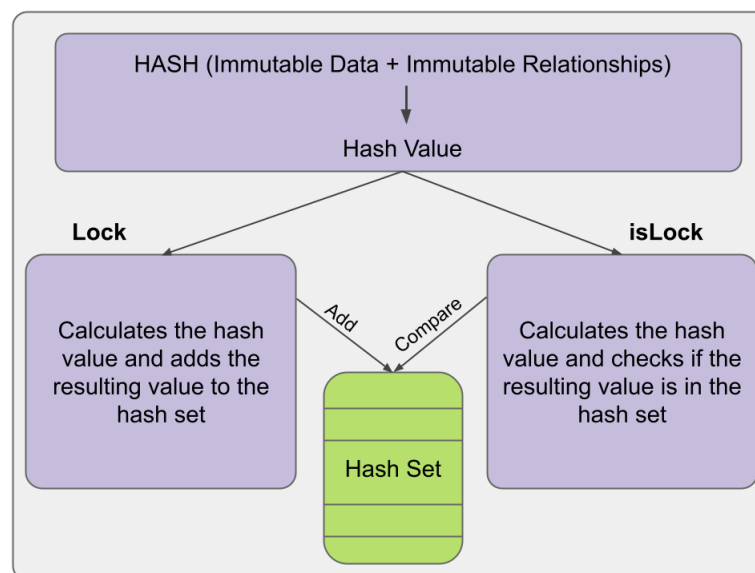 HASH (Immutable Data + Immutable Relationships)
Hash Value
Lock
isLock
Calculates the hash
value and adds the
resulting value to the
hash set
Add
Compare
Calculates the hash
value and checks if the
resulting value is in the
hash set
Hash Set